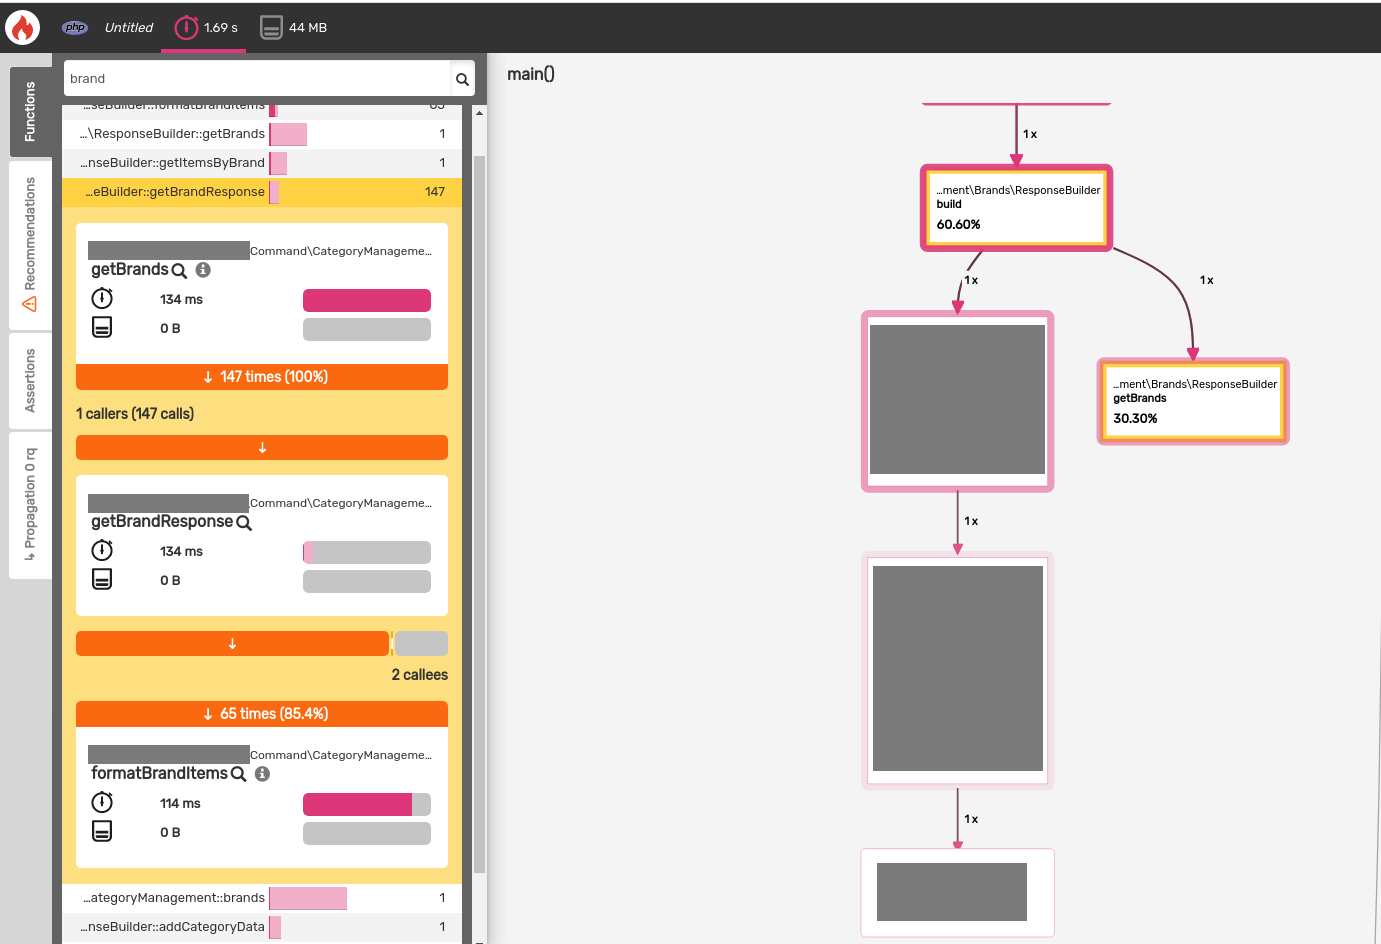 php Untitled 1.69 s 44 MB
brand
Functions
Recommendations
Assertions
↳ Propagation 0 rq
…seBuilder::formatBrandItems 65
…\ResponseBuilder::getBrands 1
…nseBuilder::getItemsByBrand 1
…eBuilder::getBrandResponse 147
Command\CategoryManageme…
getBrands
134 ms
0 B
↓ 147 times (100%)
1 callers (147 calls)
↓
Command\CategoryManageme…
getBrandResponse
134 ms
0 B
↓
2 callees
↓ 65 times (85.4%)
Command\CategoryManageme…
formatBrandItems
114 ms
0 B
…ategoryManagement::brands 1
…nseBuilder::addCategoryData 1
main()
1 x
…ment\Brands\ResponseBuilder
build
60.60%
1 x
1 x
…ment\Brands\ResponseBuilder
getBrands
30.30%
1 x
1 x